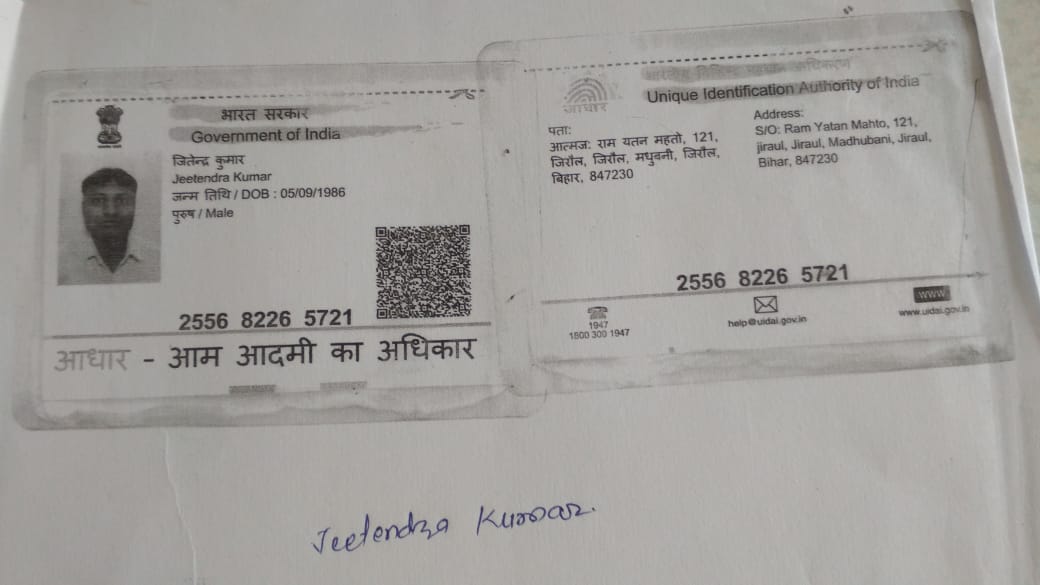 भारत सरकार
Government of India
जितेन्द्र कुमार
Jeetendra Kumar
जन्म तिथि / DOB : 05/09/1986
पुरुष / Male
2556 8226 5721
आधार - आम आदमी का अधिकार
भारतीय विशिष्ट पहचान प्राधिकरण
Unique Identification Authority of India
आधार
पता:
आत्मज: राम यतन महतो, 121,
जिरौल, जिरौल, मधुबनी, जिरौल,
बिहार, 847230
Address:
S/O: Ram Yatan Mahto, 121,
jiraul, Jiraul, Madhubani, Jiraul,
Bihar, 847230
2556 8226 5721
1947
1800 300 1947
help@uidai.gov.in
www
www.uidai.gov.in
Jeetendra Kumar.